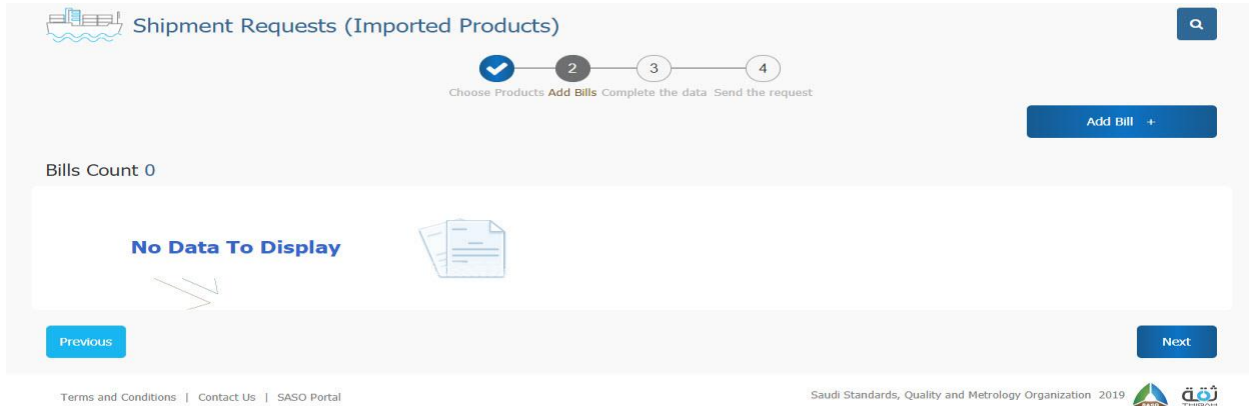 Shipment Requests (Imported Products)
2 3 4
Choose Products Add Bills Complete the data Send the request
Add Bill +
Bills Count 0
No Data To Display
Previous
Next
Terms and Conditions | Contact Us | SASO Portal
Saudi Standards, Quality and Metrology Organization 2019
SASO
ثقة